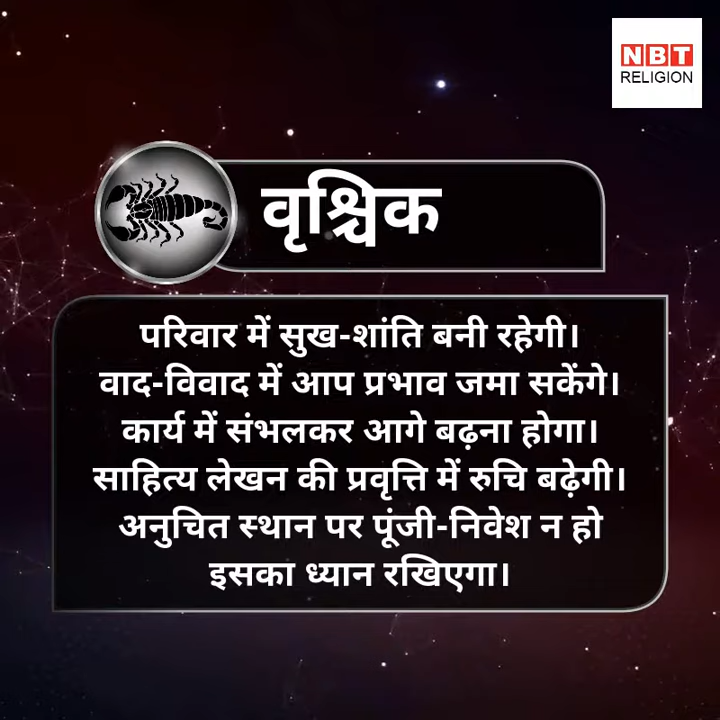 NBT
RELIGION
वृश्चिक
परिवार में सुख-शांति बनी रहेगी।
वाद-विवाद में आप प्रभाव जमा सकेंगे।
कार्य में संभलकर आगे बढ़ना होगा।
साहित्य लेखन की प्रवृत्ति में रुचि बढ़ेगी।
अनुचित स्थान पर पूंजी-निवेश न हो
इसका ध्यान रखिएगा।